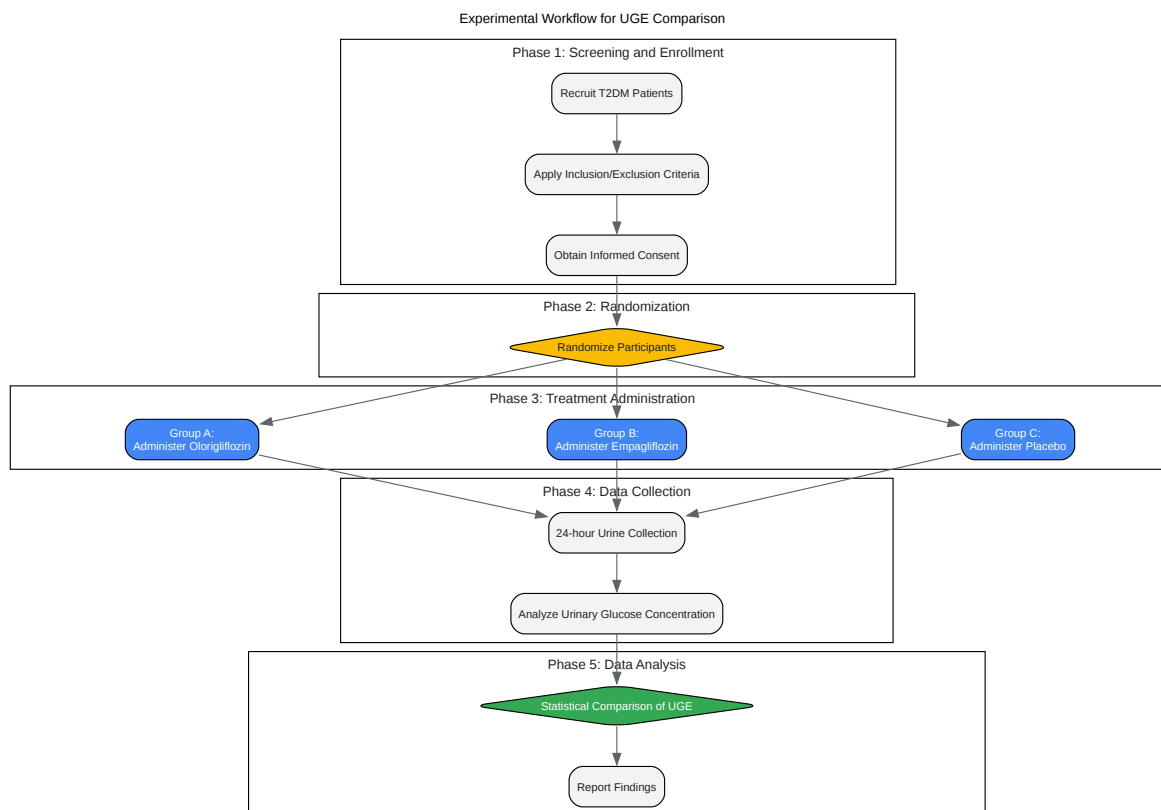 Experimental Workflow for UGE Comparison
Phase 1: Screening and Enrollment
Recruit T2DM Patients
Apply Inclusion/Exclusion Criteria
Obtain Informed Consent
Phase 2: Randomization
Randomize Participants
Phase 3: Treatment Administration
Group A:
Administer Olorigliflozin
Group B:
Administer Empagliflozin
Group C:
Administer Placebo
Phase 4: Data Collection
24-hour Urine Collection
Analyze Urinary Glucose Concentration
Phase 5: Data Analysis
Statistical Comparison of UGE
Report Findings